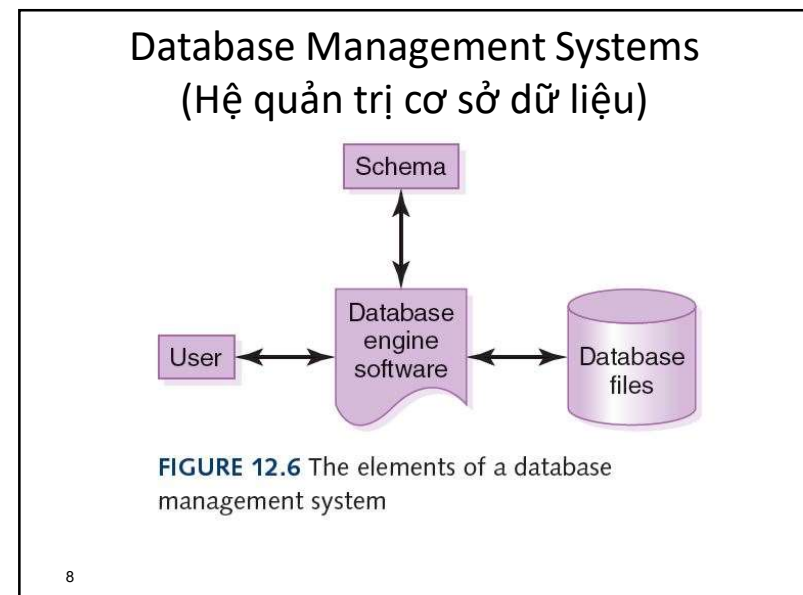 Database Management Systems
(Hệ quản trị cơ sở dữ liệu)
Schema
User
Database
engine
software
Database
files
FIGURE 12.6 The elements of a database
management system
8